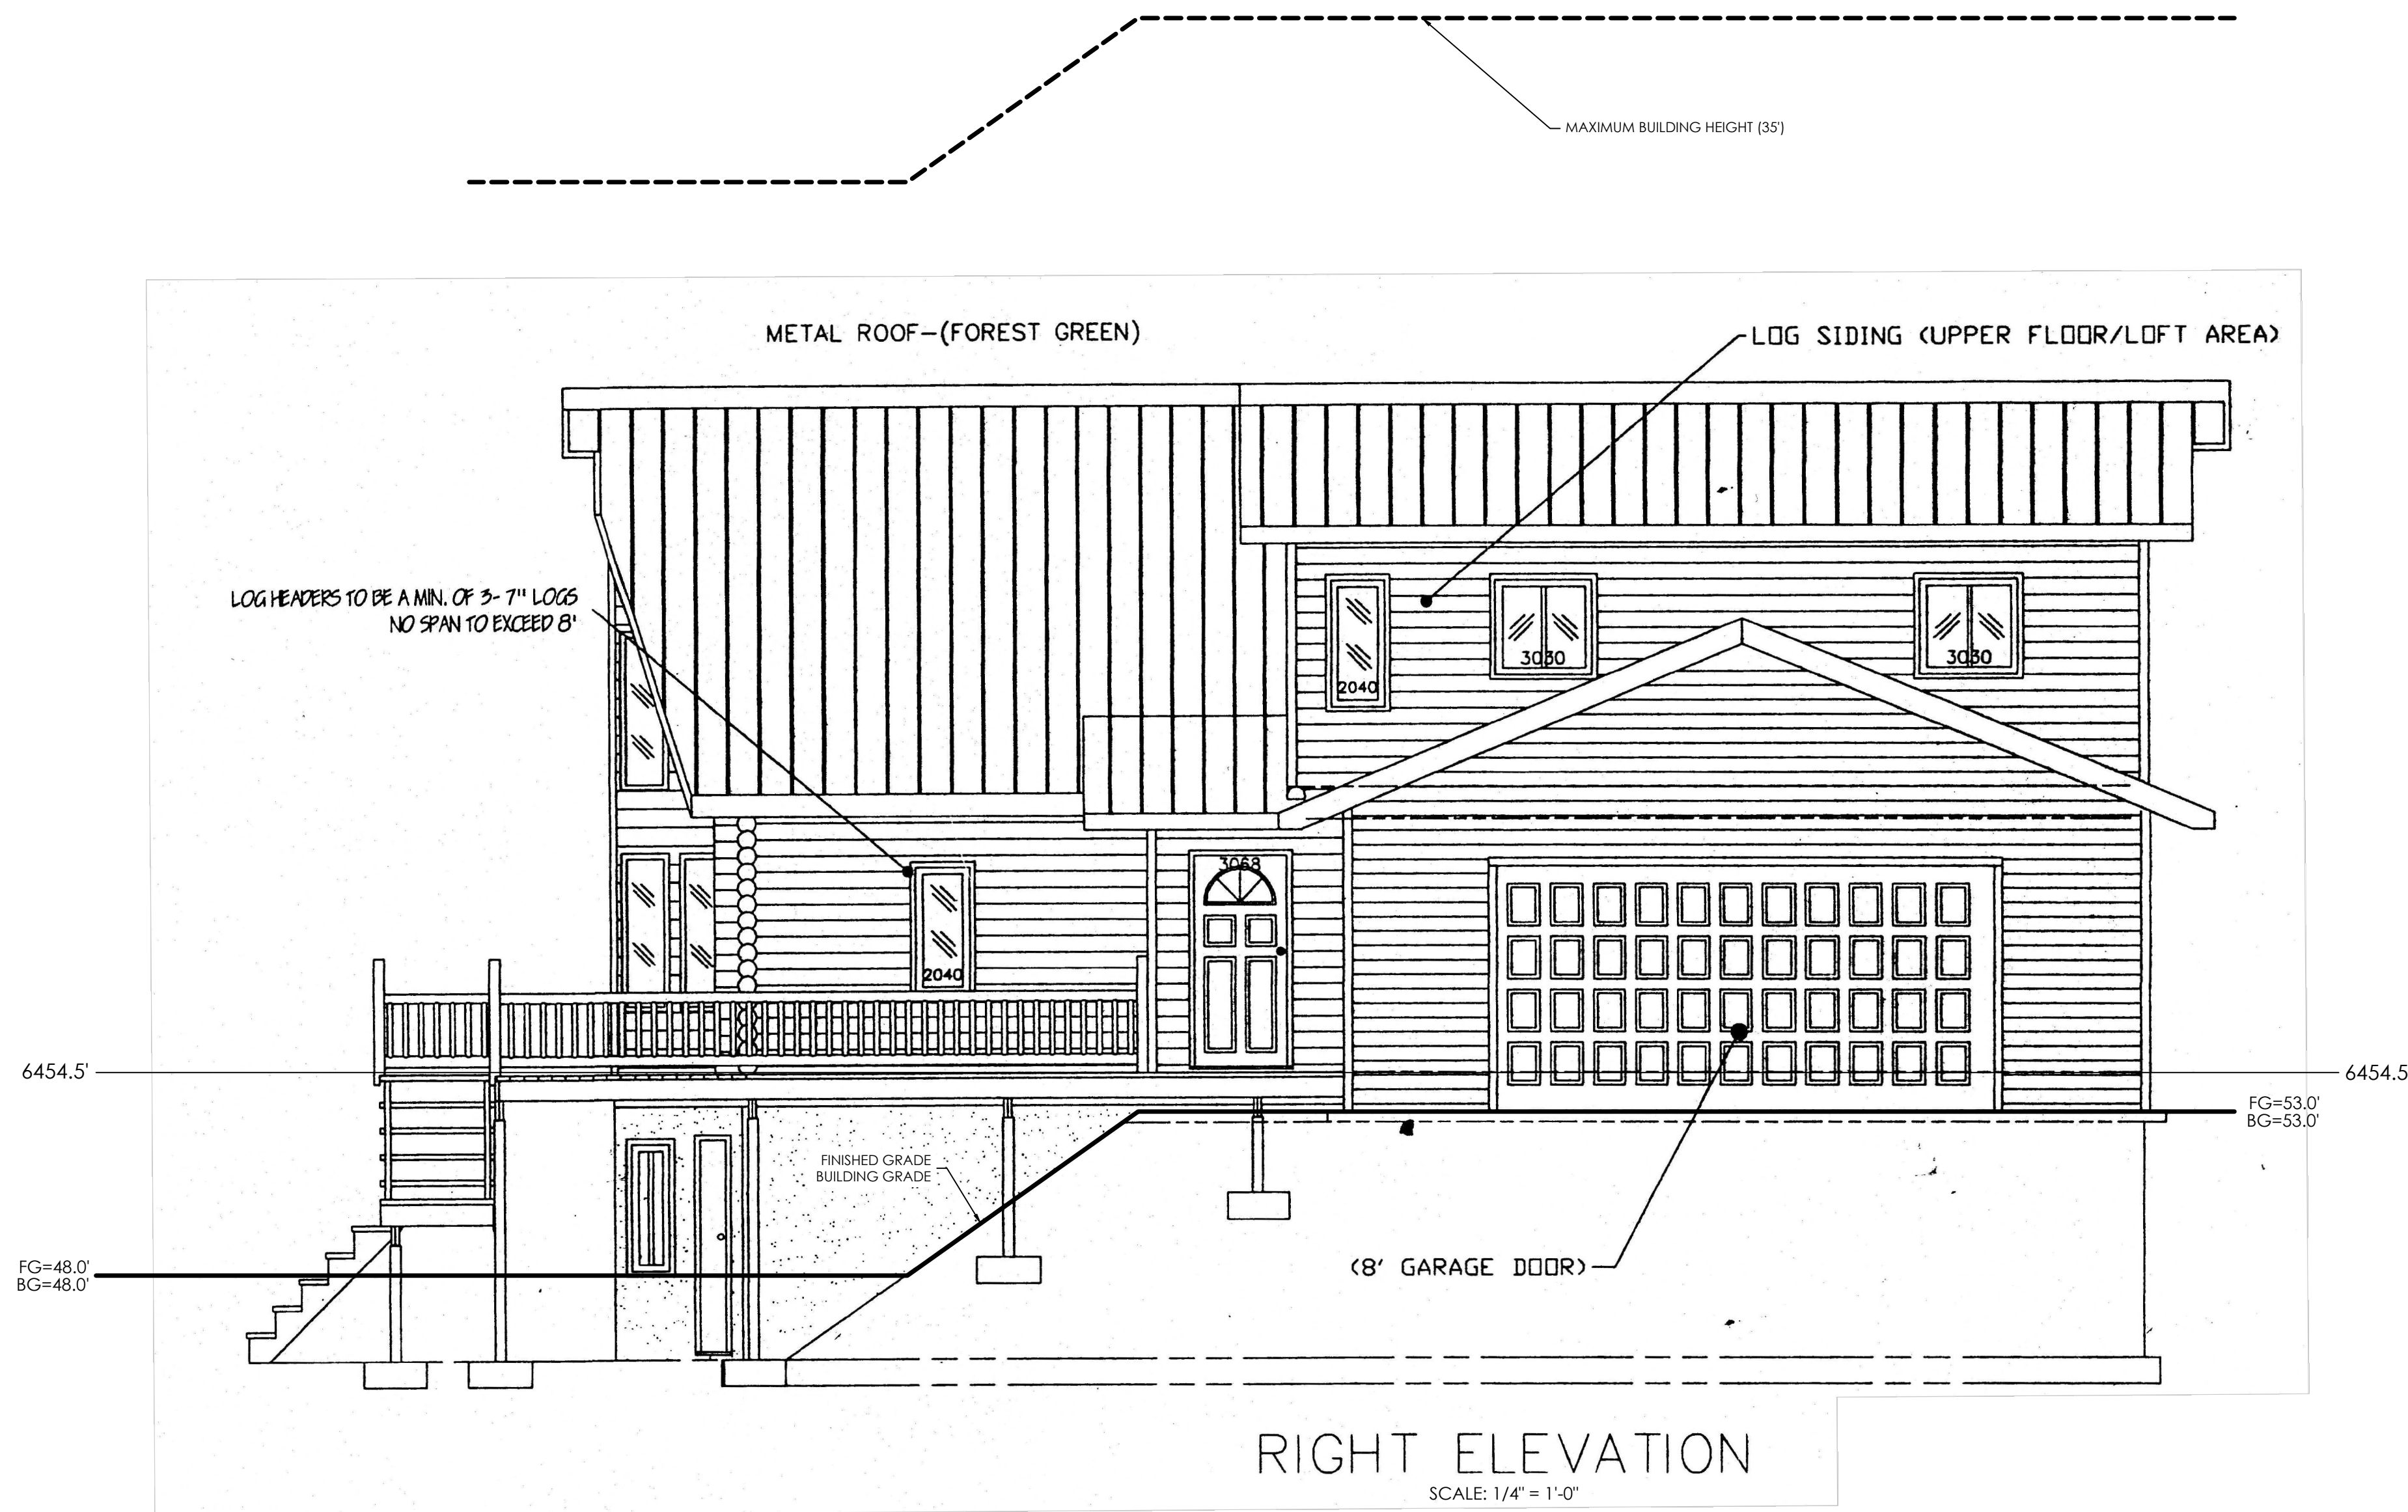 MAXIMUM BUILDING HEIGHT (35')
METAL ROOF-(FOREST GREEN)
LOG SIDING (UPPER FLOOR/LOFT AREA)
LOG HEADERS TO BE A MIN. OF 3- 7" LOGS
NO SPAN TO EXCEED 8'
3030
3030
2040
3068
2040
6454.5'
6454.5
FG=53.0'
BG=53.0'
FINISHED GRADE
BUILDING GRADE
FG=48.0'
BG=48.0'
(8' GARAGE DOOR)
RIGHT ELEVATION
SCALE: 1/4" = 1'-0"